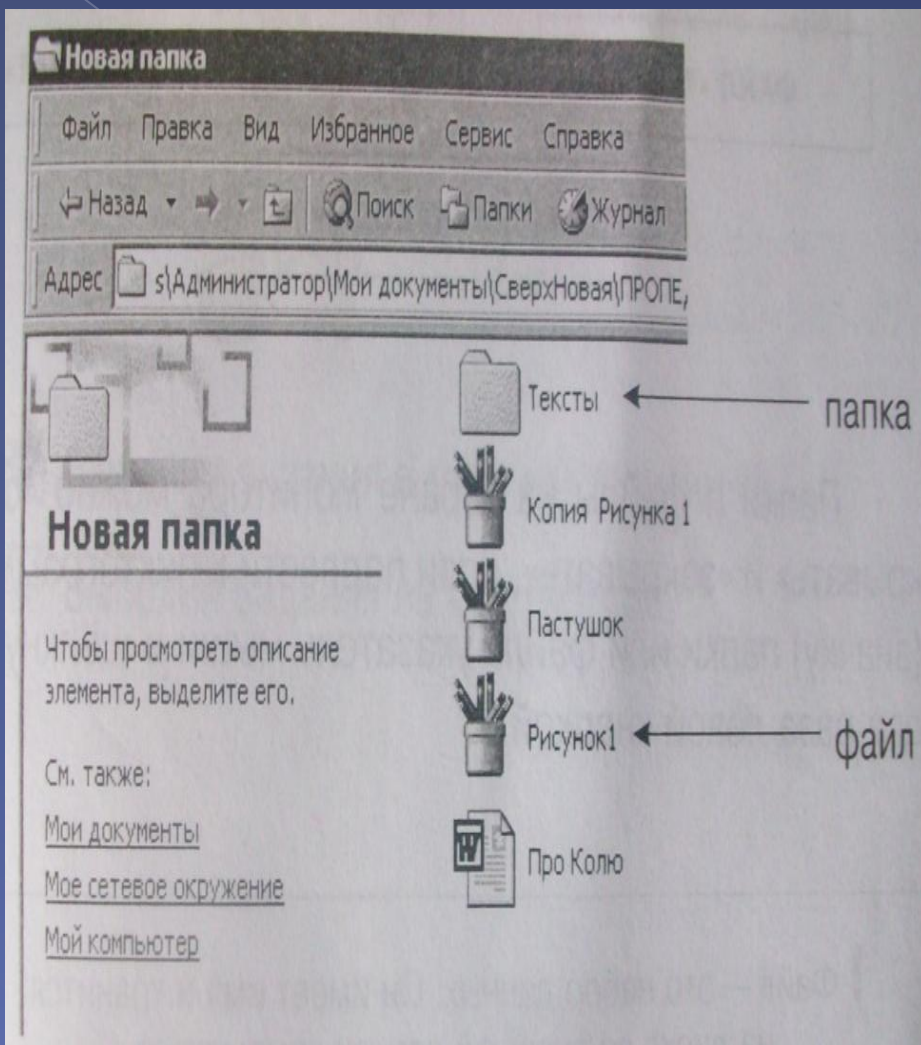 Новая папка
Файл Правка Вид Избранное Сервис Справка
Назад Поиск Папки Журнал
Адрес s\Администратор\Мои документы\СверхНовая\ПРОПЕ,
Новая папка
Чтобы просмотреть описание
элемента, выделите его.
См. также:
Мои документы
Мое сетевое окружение
Мой компьютер
Тексты
папка
Копия Рисунка 1
Пастушок
Рисунок1
файл
Про Колю